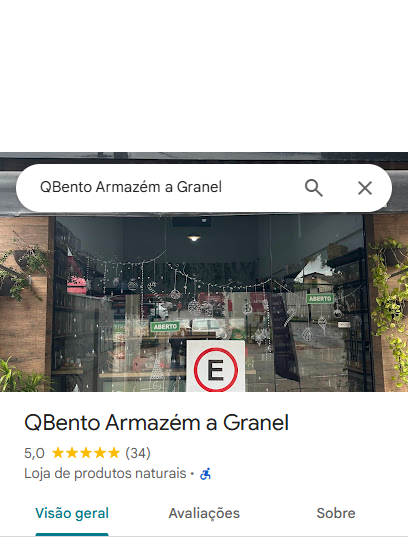 QBento Armazém a Granel
ABERTO
ABERTO
E
QBento Armazém a Granel
5,0 (34)
Loja de produtos naturais •
Visão geral
Avaliações
Sobre